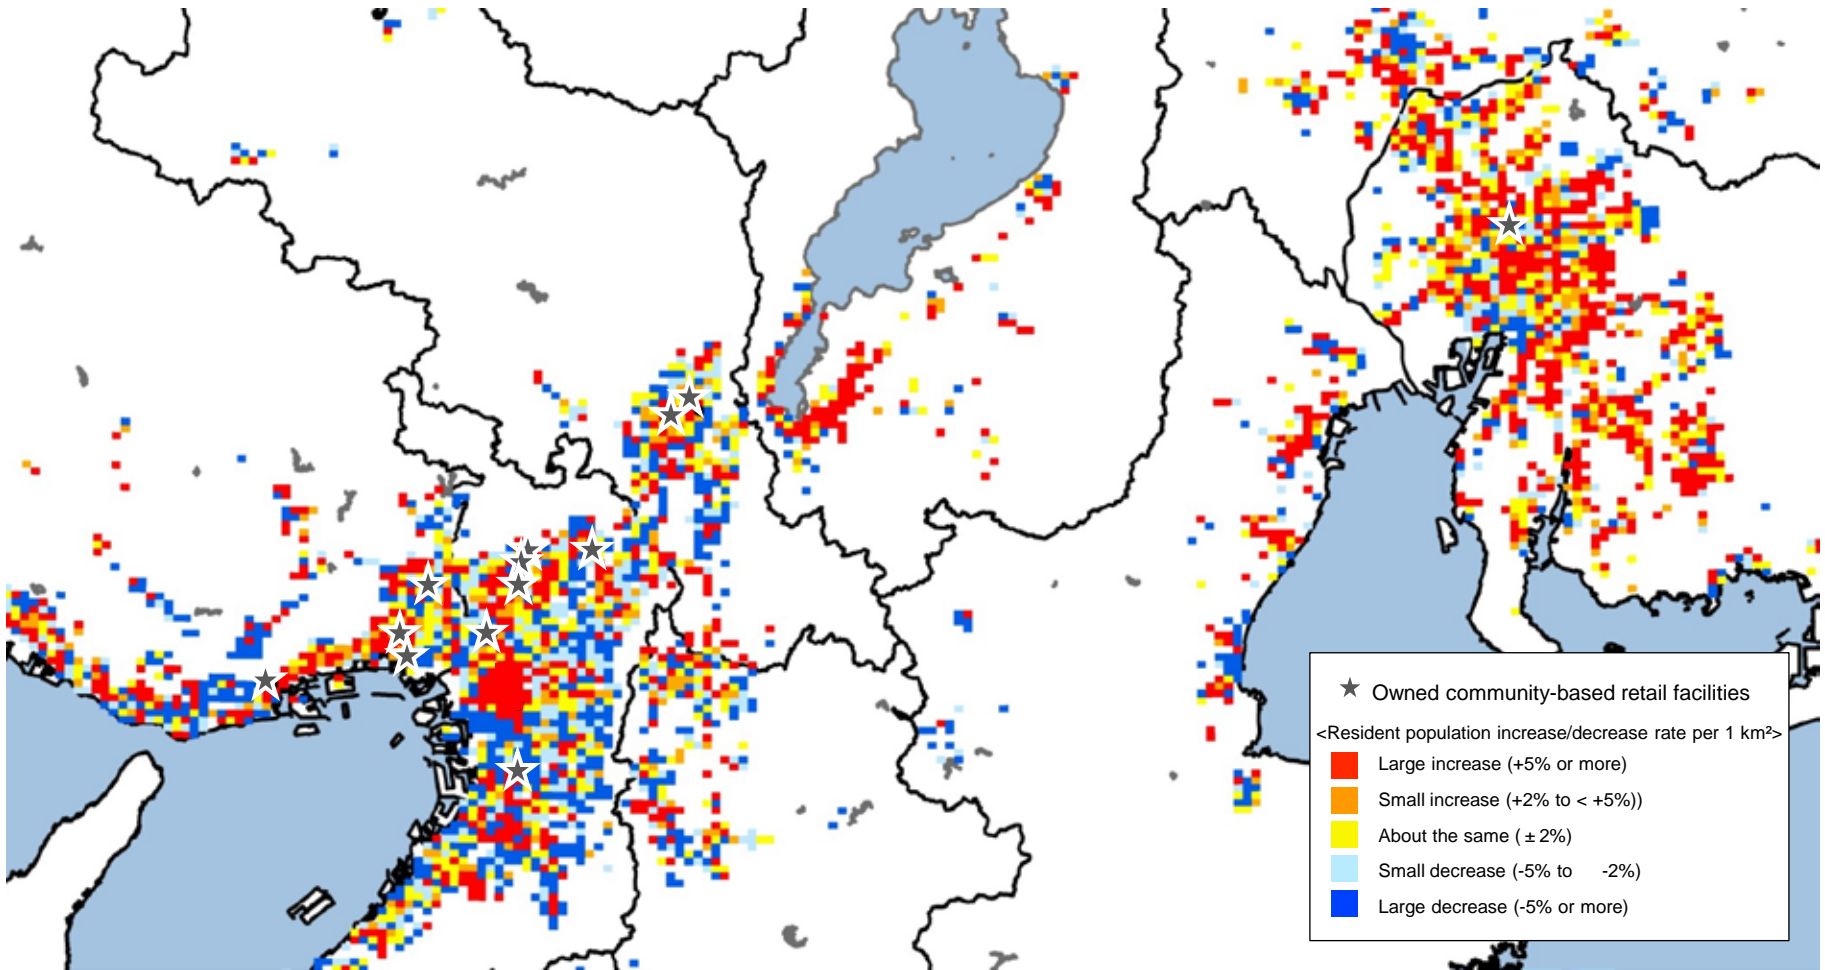 ★ Owned community-based retail facilities
<Resident population increase/decrease rate per 1 km²>
Large increase (+5% or more)
Small increase (+2% to < +5%))
About the same (±2%)
Small decrease (-5% to -2%)
Large decrease (-5% or more)